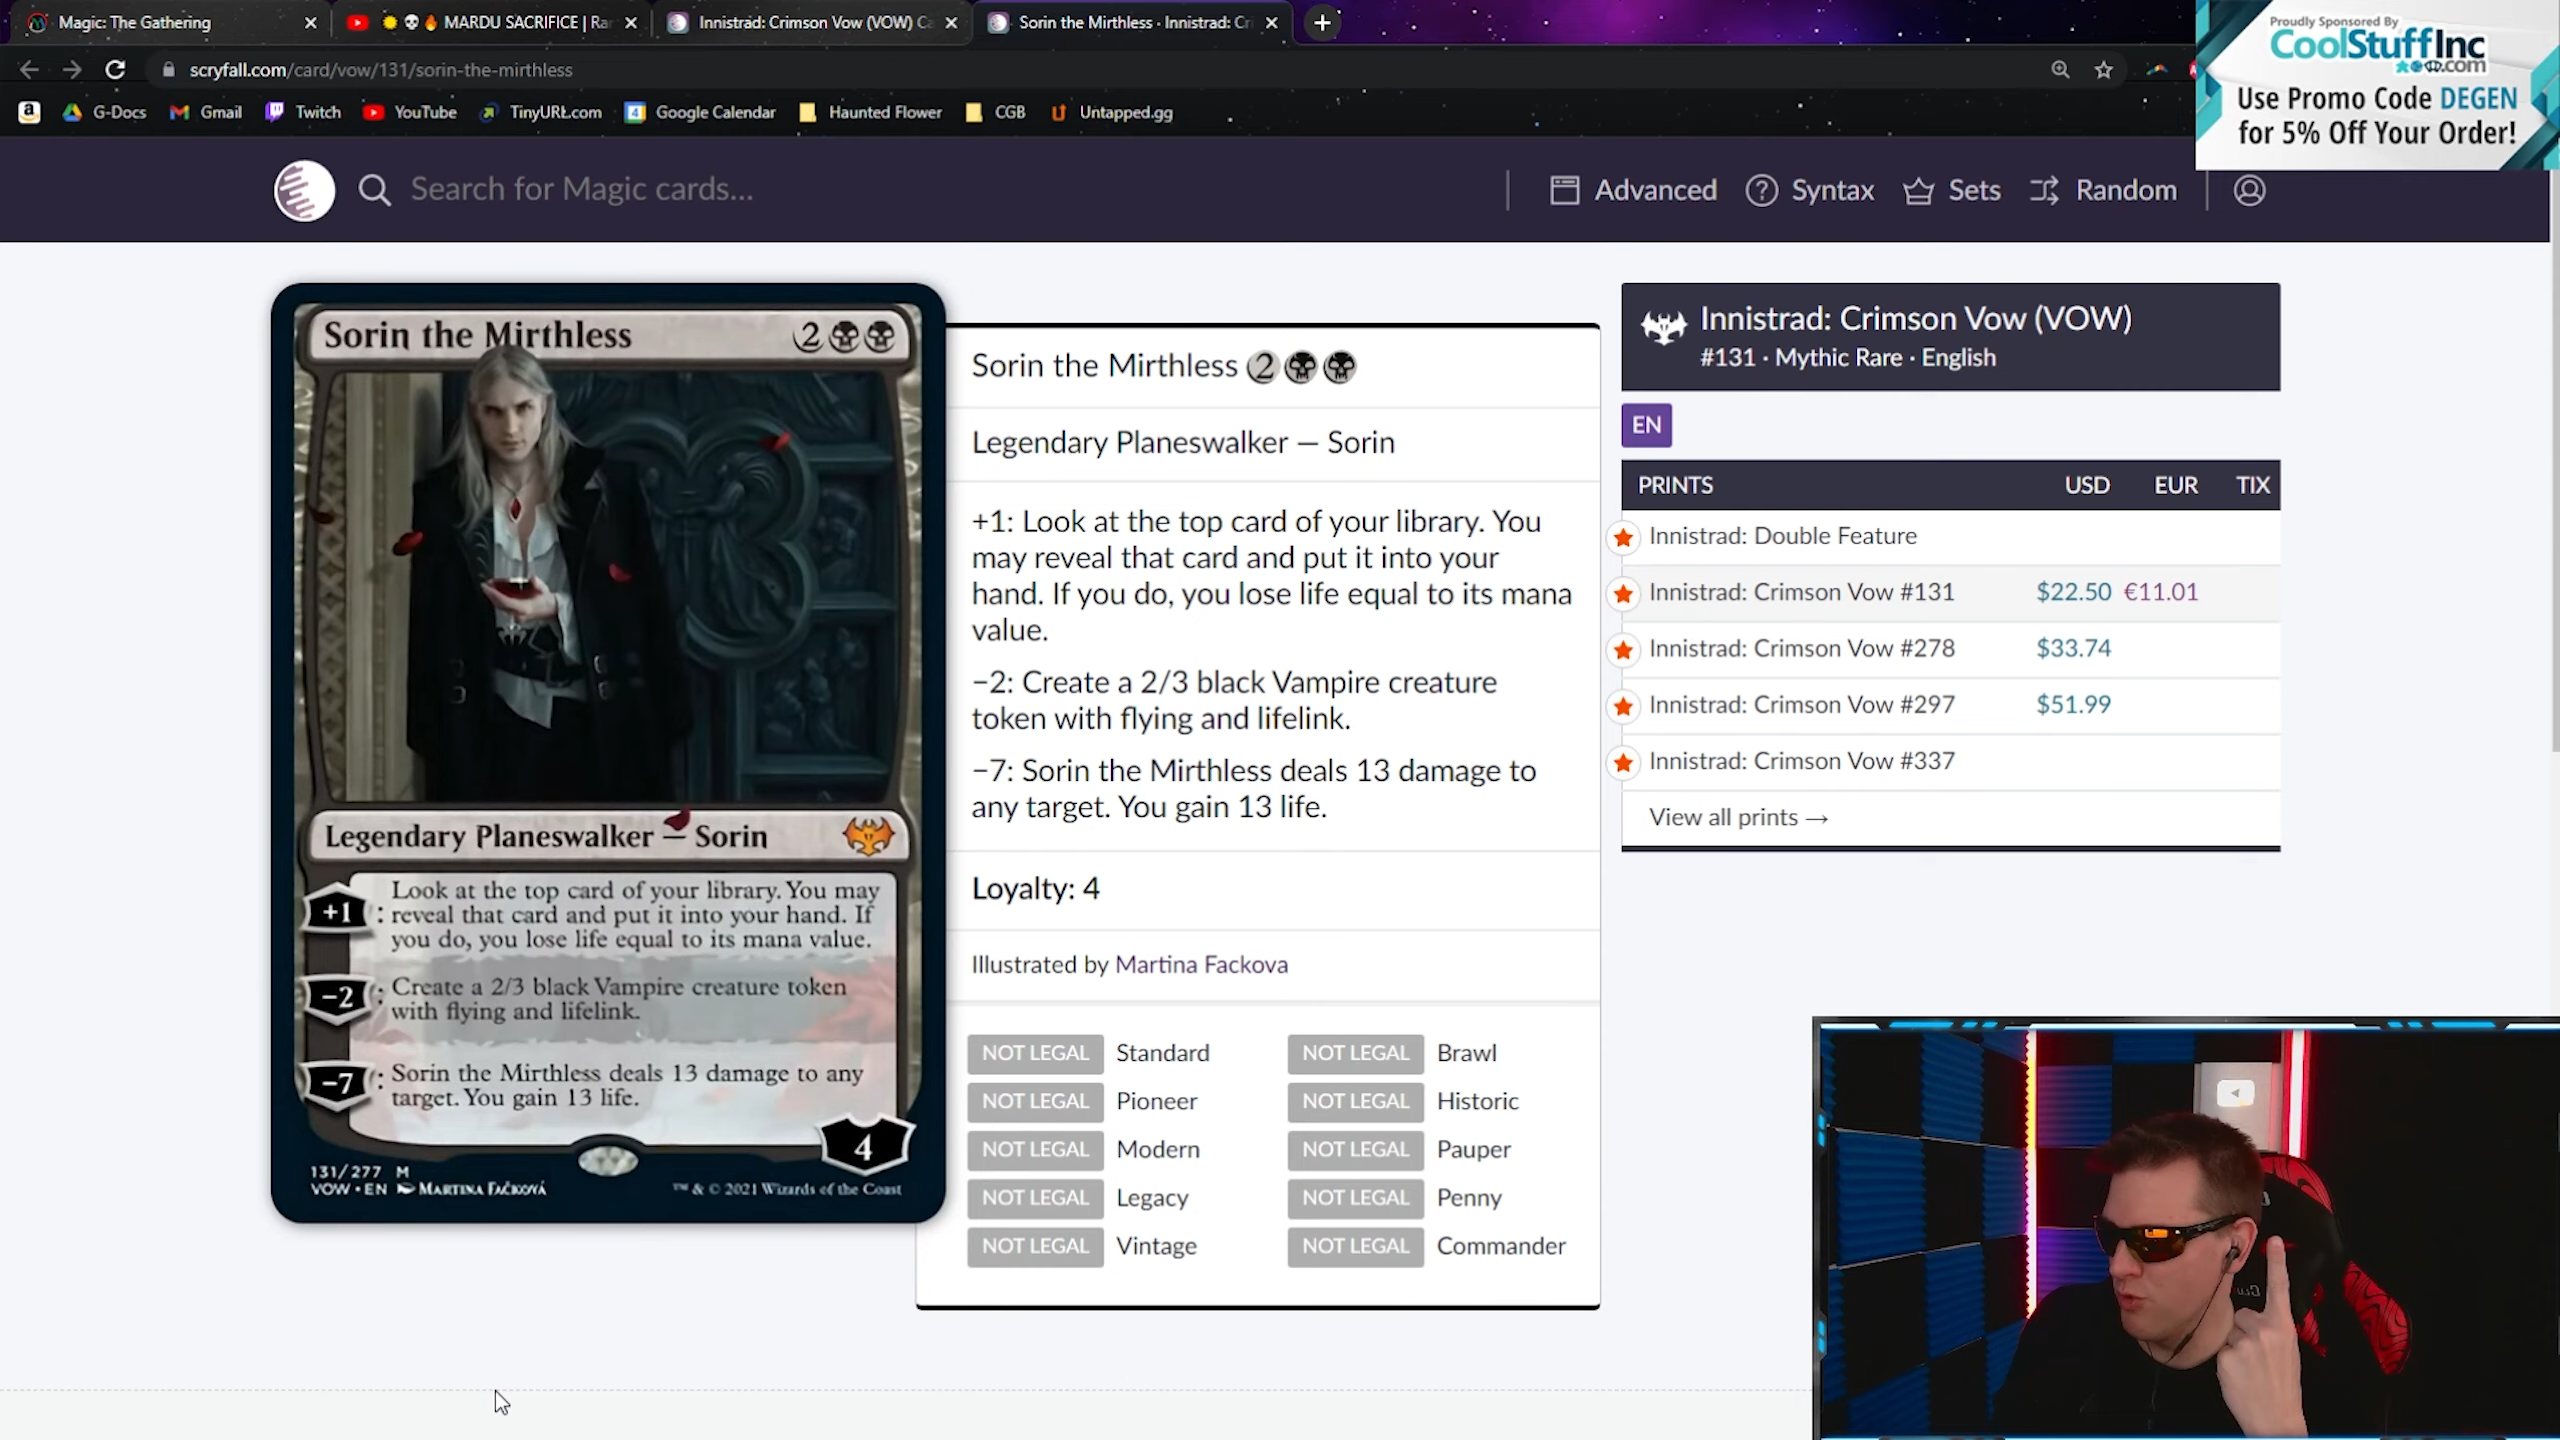 Magic: The Gathering
MARDU SACRIFICE | Ra
Innistrad: Crimson Vow (VOW) C
Sorin the Mirthless · Innistrad: Cr
scryfall.com/card/vow/131/sorin-the-mirthless
G-Docs
Gmail
Twitch
YouTube
TinyURL.com
4
Google Calendar
Haunted Flower
CGB
Untapped.gg
Proudly Sponsored By
CoolStuffInc
.com
Use Promo Code DEGEN
for 5% Off Your Order!
Search for Magic cards...
Advanced
Syntax
Sets
Random
Sorin the Mirthless 2
Legendary Planeswalker — Sorin
+1: Look at the top card of your library. You may
reveal that card and put it into your hand. If
you do, you lose life equal to its mana value.
−2: Create a 2/3 black Vampire creature token
with flying and lifelink.
−7: Sorin the Mirthless deals 13 damage to any
target. You gain 13 life.
4
131/277 M
VOW • EN MARTINA FAČKOVÁ
™ & © 2021 Wizards of the Coast
Sorin the Mirthless 2
Legendary Planeswalker — Sorin
+1: Look at the top card of your library. You
may reveal that card and put it into your
hand. If you do, you lose life equal to its mana
value.
−2: Create a 2/3 black Vampire creature
token with flying and lifelink.
−7: Sorin the Mirthless deals 13 damage to
any target. You gain 13 life.
Loyalty: 4
Illustrated by Martina Fackova
NOT LEGAL Standard
NOT LEGAL Brawl
NOT LEGAL Pioneer
NOT LEGAL Historic
NOT LEGAL Modern
NOT LEGAL Pauper
NOT LEGAL Legacy
NOT LEGAL Penny
NOT LEGAL Vintage
NOT LEGAL Commander
Innistrad: Crimson Vow (VOW)
#131 · Mythic Rare · English
EN
PRINTS USD EUR TIX
Innistrad: Double Feature
Innistrad: Crimson Vow #131 $22.50 €11.01
Innistrad: Crimson Vow #278 $33.74
Innistrad: Crimson Vow #297 $51.99
Innistrad: Crimson Vow #337
View all prints →